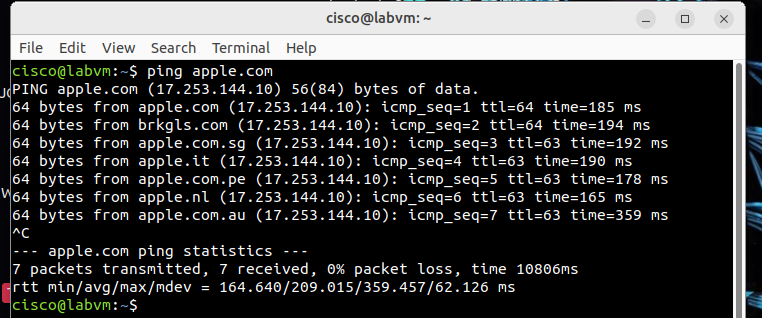 cisco@labvm: ~
File Edit View Search Terminal Help
cisco@labvm:~$ ping apple.com
PING apple.com (17.253.144.10) 56(84) bytes of data.
64 bytes from apple.com (17.253.144.10): icmp_seq=1 ttl=64 time=185 ms
64 bytes from brkgls.com (17.253.144.10): icmp_seq=2 ttl=64 time=194 ms
64 bytes from apple.com.sg (17.253.144.10): icmp_seq=3 ttl=63 time=192 ms
64 bytes from apple.it (17.253.144.10): icmp_seq=4 ttl=63 time=190 ms
64 bytes from apple.com.pe (17.253.144.10): icmp_seq=5 ttl=63 time=178 ms
64 bytes from apple.nl (17.253.144.10): icmp_seq=6 ttl=63 time=165 ms
64 bytes from apple.com.au (17.253.144.10): icmp_seq=7 ttl=63 time=359 ms
^C
--- apple.com ping statistics ---
7 packets transmitted, 7 received, 0% packet loss, time 10806ms
rtt min/avg/max/mdev = 164.640/209.015/359.457/62.126 ms
cisco@labvm:~$